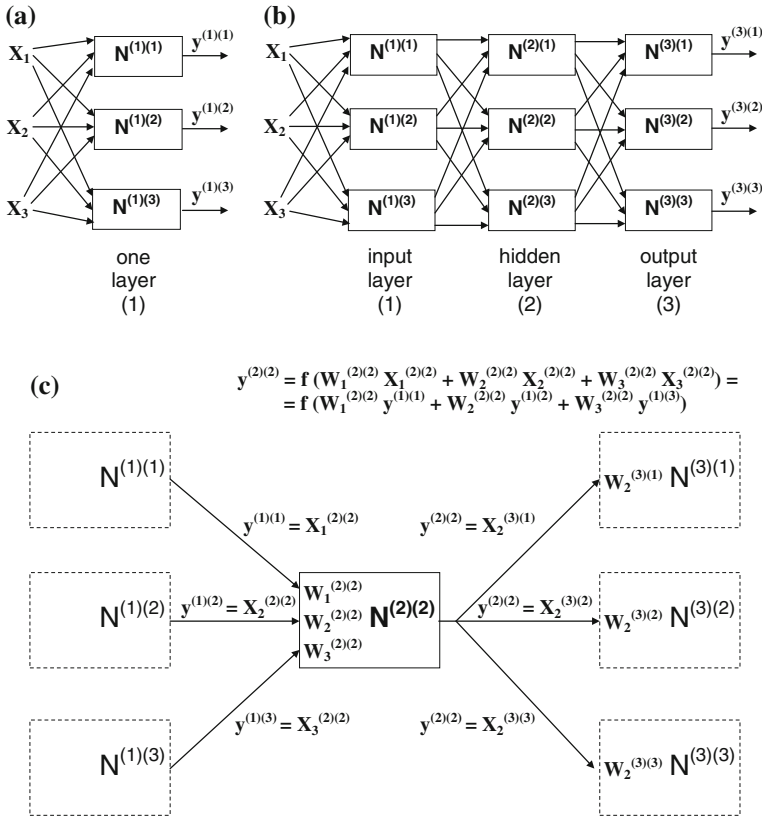 (a)
X₁
N⁽¹⁾⁽¹⁾
y⁽¹⁾⁽¹⁾
X₂
N⁽¹⁾⁽²⁾
y⁽¹⁾⁽²⁾
X₃
N⁽¹⁾⁽³⁾
y⁽¹⁾⁽³⁾
one
layer
(1)
(b)
X₁
N⁽¹⁾⁽¹⁾
N⁽²⁾⁽¹⁾
N⁽³⁾⁽¹⁾
y⁽³⁾⁽¹⁾
X₂
N⁽¹⁾⁽²⁾
N⁽²⁾⁽²⁾
N⁽³⁾⁽²⁾
y⁽³⁾⁽²⁾
X₃
N⁽¹⁾⁽³⁾
N⁽²⁾⁽³⁾
N⁽³⁾⁽³⁾
y⁽³⁾⁽³⁾
input
layer
(1)
hidden
layer
(2)
output
layer
(3)
(c)
y⁽²⁾⁽²⁾ = f (W₁⁽²⁾⁽²⁾ X₁⁽²⁾⁽²⁾ + W₂⁽²⁾⁽²⁾ X₂⁽²⁾⁽²⁾ + W₃⁽²⁾⁽²⁾ X₃⁽²⁾⁽²⁾) =
= f (W₁⁽²⁾⁽²⁾ y⁽¹⁾⁽¹⁾ + W₂⁽²⁾⁽²⁾ y⁽¹⁾⁽²⁾ + W₃⁽²⁾⁽²⁾ y⁽¹⁾⁽³⁾)
N⁽¹⁾⁽¹⁾
y⁽¹⁾⁽¹⁾ = X₁⁽²⁾⁽²⁾
y⁽²⁾⁽²⁾ = X₂⁽³⁾⁽¹⁾
W₂⁽³⁾⁽¹⁾ N⁽³⁾⁽¹⁾
N⁽¹⁾⁽²⁾
y⁽¹⁾⁽²⁾ = X₂⁽²⁾⁽²⁾
W₁⁽²⁾⁽²⁾
W₂⁽²⁾⁽²⁾ N⁽²⁾⁽²⁾
W₃⁽²⁾⁽²⁾
y⁽²⁾⁽²⁾ = X₂⁽³⁾⁽²⁾
W₂⁽³⁾⁽²⁾ N⁽³⁾⁽²⁾
N⁽¹⁾⁽³⁾
y⁽¹⁾⁽³⁾ = X₃⁽²⁾⁽²⁾
y⁽²⁾⁽²⁾ = X₂⁽³⁾⁽³⁾
W₂⁽³⁾⁽³⁾ N⁽³⁾⁽³⁾